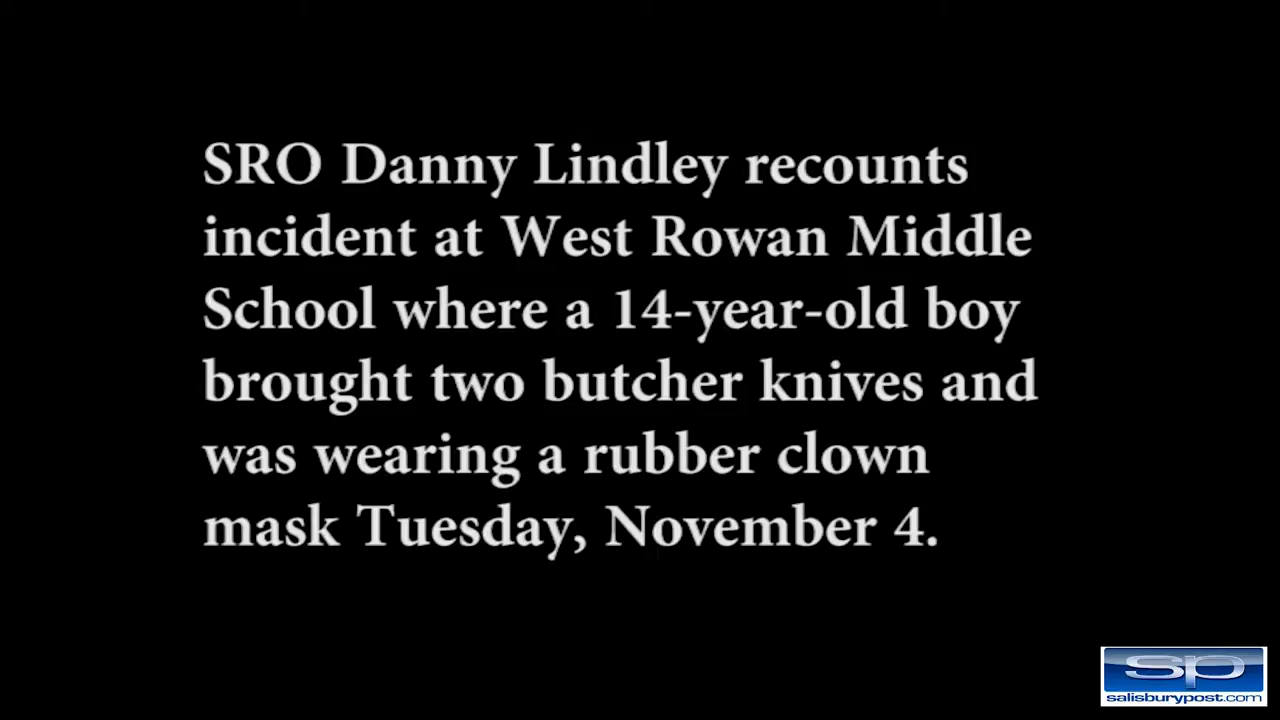 SRO Danny Lindley recounts
incident at West Rowan Middle
School where a 14-year-old boy
brought two butcher knives and
was wearing a rubber clown
mask Tuesday, November 4.
sp
salisburypost.com